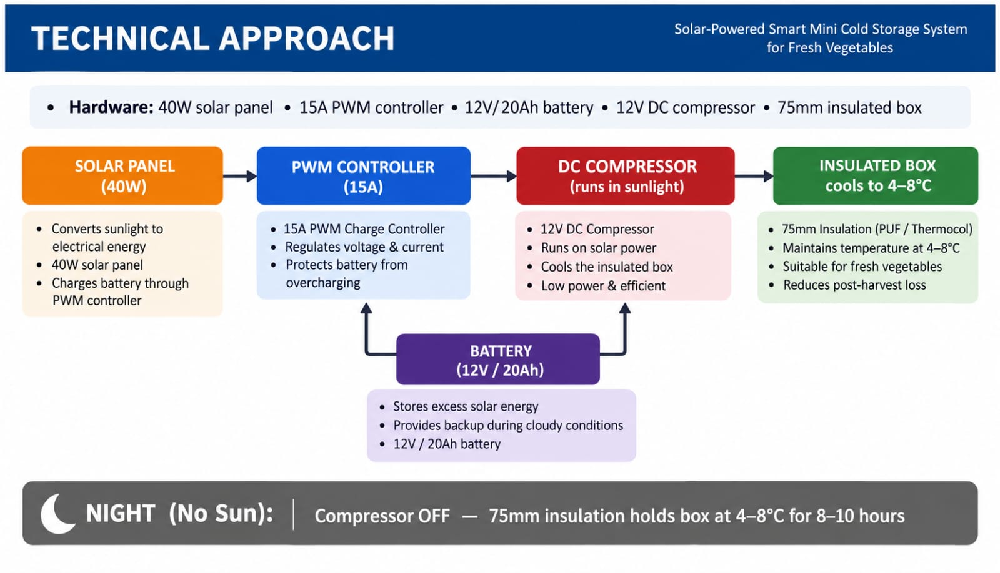 TECHNICAL APPROACH
Solar-Powered Smart Mini Cold Storage System
for Fresh Vegetables
• Hardware: 40W solar panel • 15A PWM controller • 12V/20Ah battery • 12V DC compressor • 75mm insulated box
SOLAR PANEL
(40W)
• Converts sunlight to
electrical energy
• 40W solar panel
• Charges battery through
PWM controller
PWM CONTROLLER
(15A)
• 15A PWM Charge Controller
• Regulates voltage & current
• Protects battery from
overcharging
DC COMPRESSOR
(runs in sunlight)
• 12V DC Compressor
• Runs on solar power
• Cools the insulated box
• Low power & efficient
INSULATED BOX
cools to 4–8°C
• 75mm Insulation (PUF / Thermocol)
• Maintains temperature at 4–8°C
• Suitable for fresh vegetables
• Reduces post-harvest loss
BATTERY
(12V / 20Ah)
• Stores excess solar energy
• Provides backup during cloudy conditions
• 12V / 20Ah battery
NIGHT (No Sun): Compressor OFF — 75mm insulation holds box at 4–8°C for 8–10 hours